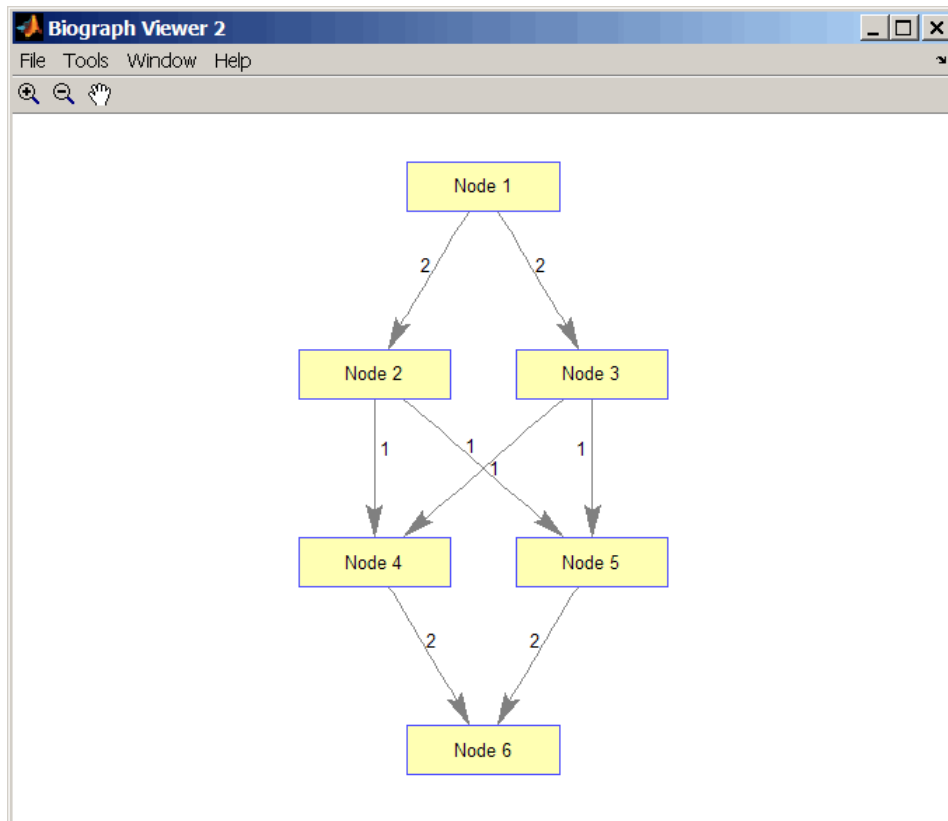 Biograph Viewer 2
File Tools Window Help
Node 1
2 2
Node 2 Node 3
1 1 1 1
Node 4 Node 5
2 2
Node 6